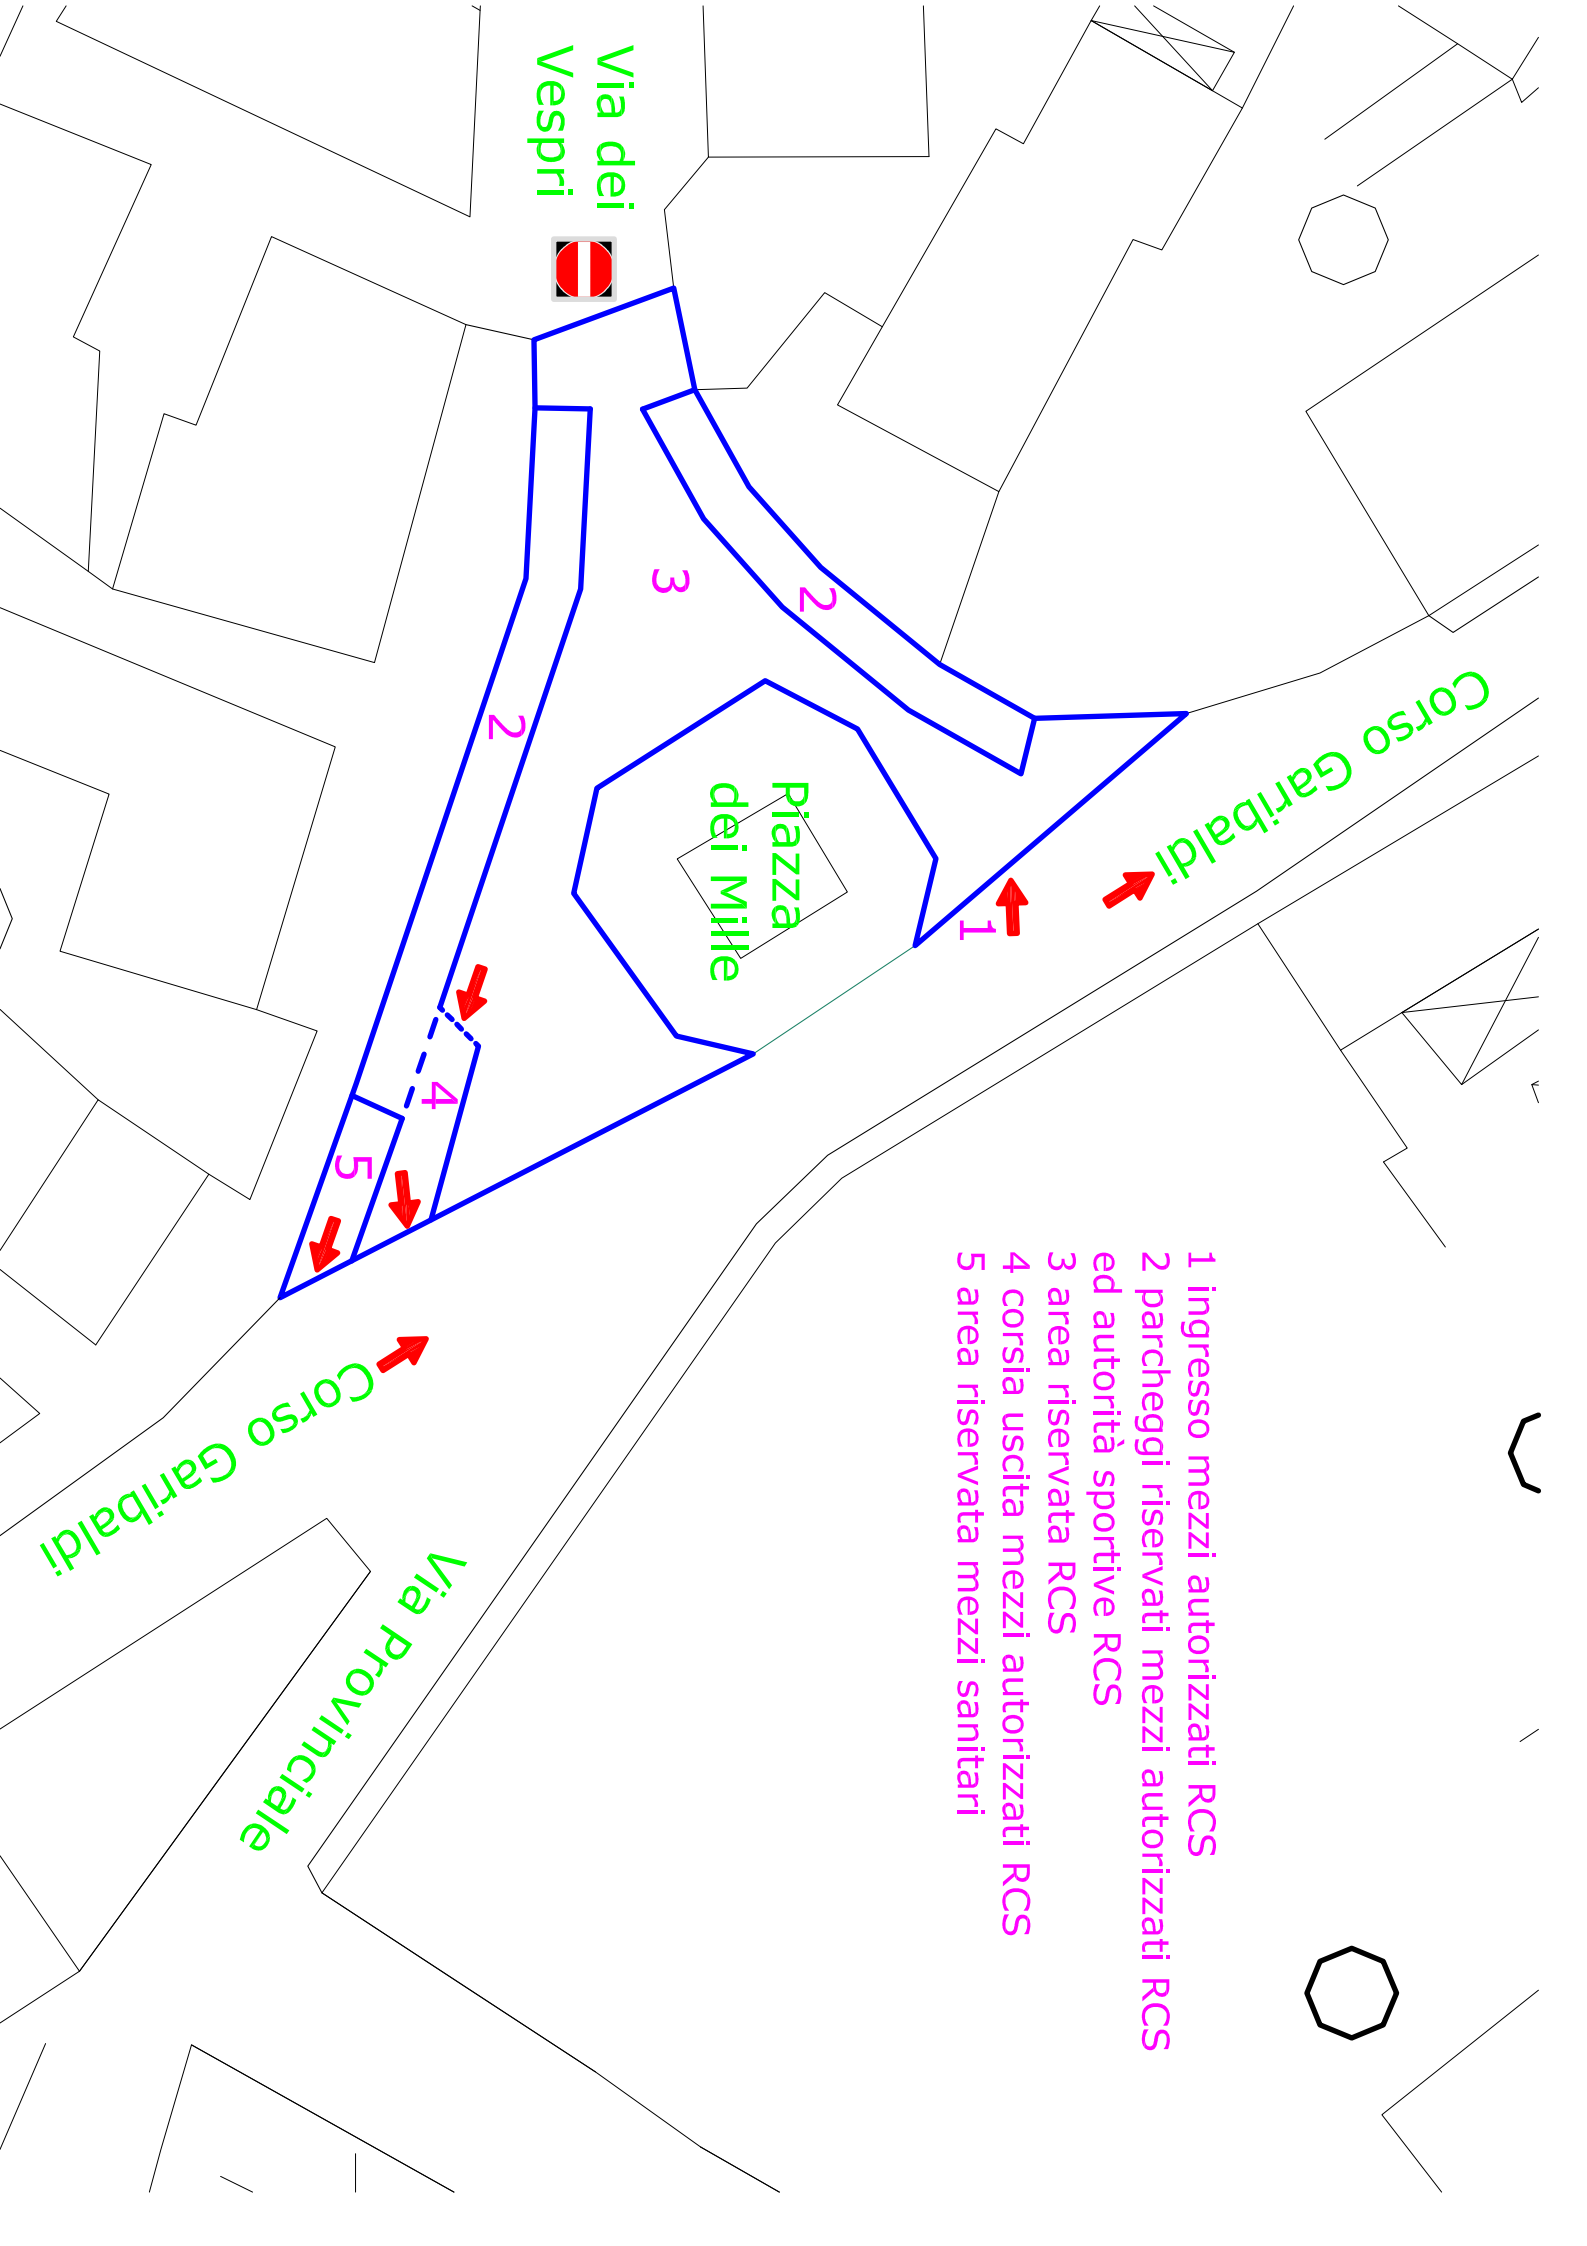 Via dei
Vespri
3
2
2
Piazza
dei Mille
1
4
5
Corso Garibaldi
Corso Garibaldi
Via Provinciale
1 ingresso mezzi autorizzati RCS
2 parcheggi riservati mezzi autorizzati RCS
ed autorità sportive RCS
3 area riservata RCS
4 corsia uscita mezzi autorizzati RCS
5 area riservata mezzi sanitari